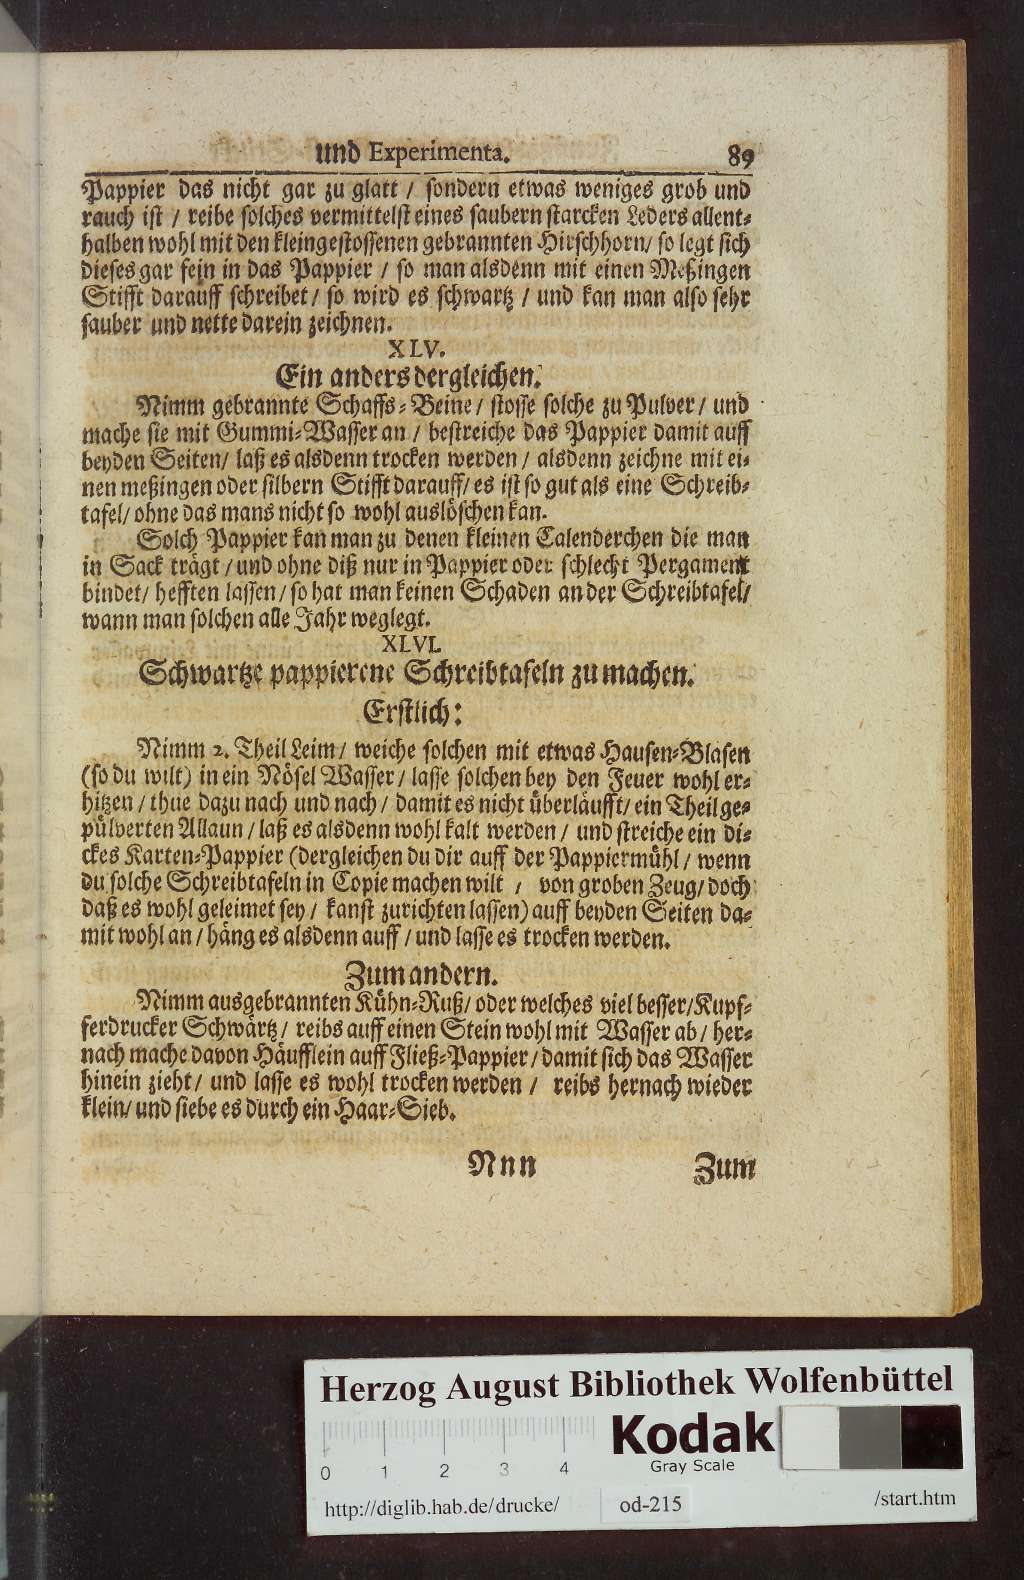 und Experimenta. 89
Pappier das nicht gar zu glatt / sondern etwas weniges grob und
rauch ist / reibe solches vermittelst eines saubern starcken Leders allent-
halben wohl mit den kleingestossenen gebrannten Hirschhorn/ so legt sich
dieses gar fein in das Pappier / so man alsdenn mit einen Meßingen
Stifft darauff schreibet / so wird es schwartz / und kan man also sehr
sauber und nette darein zeichnen.
XLV.
Ein anders dergleichen.
Nimm gebrannte Schaffs-Beine / stosse solche zu Pulver / und
mache sie mit Gummi-Wasser an / bestreiche das Pappier damit auff
beyden Seiten/ laß es alsdenn trocken werden / alsdenn zeichne mit ei-
nen meßingen oder silbern Stifft darauff/ es ist so gut als eine Schreib-
tafel/ ohne das mans nicht so wohl auslöschen kan.
Solch Pappier kan man zu denen kleinen Calenderchen die man
in Sack trägt / und ohne diß nur in Pappier oder schlecht Pergament
bindet/ hefften lassen / so hat man keinen Schaden an der Schreibtafel/
wann man solchen alle Jahr weglegt.
XLVI.
Schwartze pappierene Schreibtafeln zu machen.
Erstlich:
Nimm 2. Theil Leim/ weiche solchen mit etwas Hausen-Blasen
(so du wilt) in ein Nösel Wasser / lasse solchen bey den Feuer wohl er-
hitzen / thue dazu nach und nach / damit es nicht überläufft/ ein Theil ge-
pülverten Allaun / laß es alsdenn wohl kalt werden / und streiche ein di-
ckes Karten-Pappier (dergleichen du dir auff der Pappiermühl / wenn
du solche Schreibtafeln in Copie machen wilt / von groben Zeug/ doch
daß es wohl geleimet sey / kanst zurichten lassen) auff beyden Seiten da-
mit wohl an / häng es alsdenn auff / und lasse es trocken werden.
Zum andern.
Nimm ausgebrannten Kühn-Ruß/ oder welches viel besser/Kupf-
ferdrucker Schwärtz / reibs auff einen Stein wohl mit Wasser ab / her-
nach mache davon Häufflein auff Fließ-Pappier / damit sich das Wasser
hinein zieht / und lasse es wohl trocken werden / reibs hernach wieder
klein/ und siebe es durch ein Haar-Sieb.
Nnn Zum
Herzog August Bibliothek Wolfenbüttel
0 1 2 3 4
Kodak
Gray Scale
http://diglib.hab.de/drucke/ od-215 /start.htm